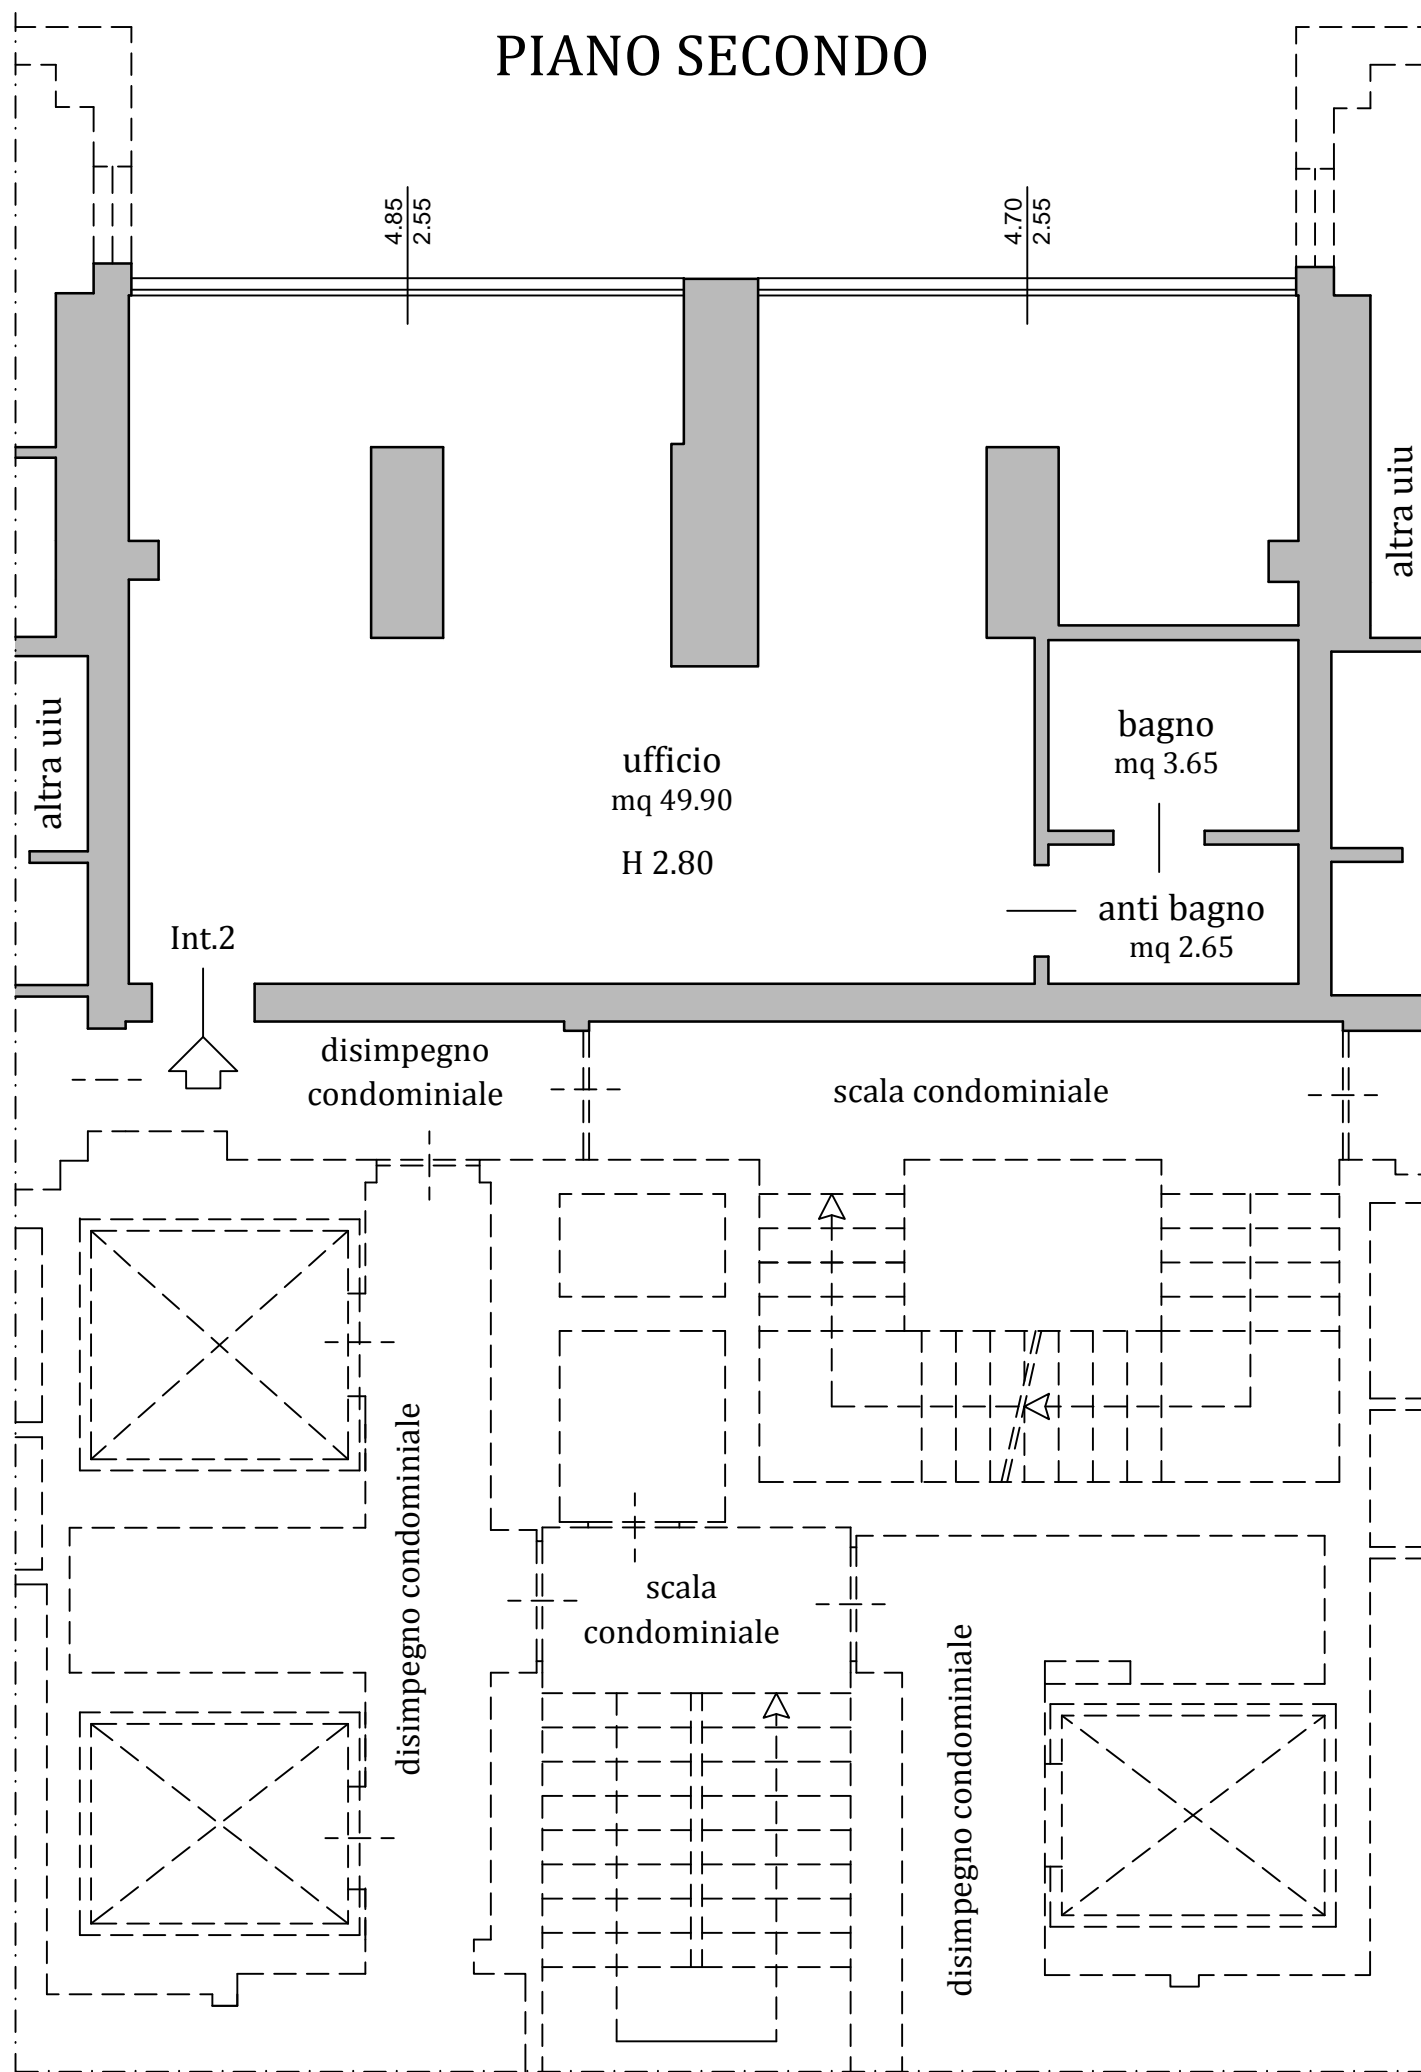 PIANO SECONDO
4.85
2.55
4.70
2.55
altra uiu
altra uiu
ufficio
mq 49.90
H 2.80
bagno
mq 3.65
anti bagno
mq 2.65
Int.2
disimpegno
condominiale
scala condominiale
disimpegno condominiale
scala
condominiale
disimpegno condominiale